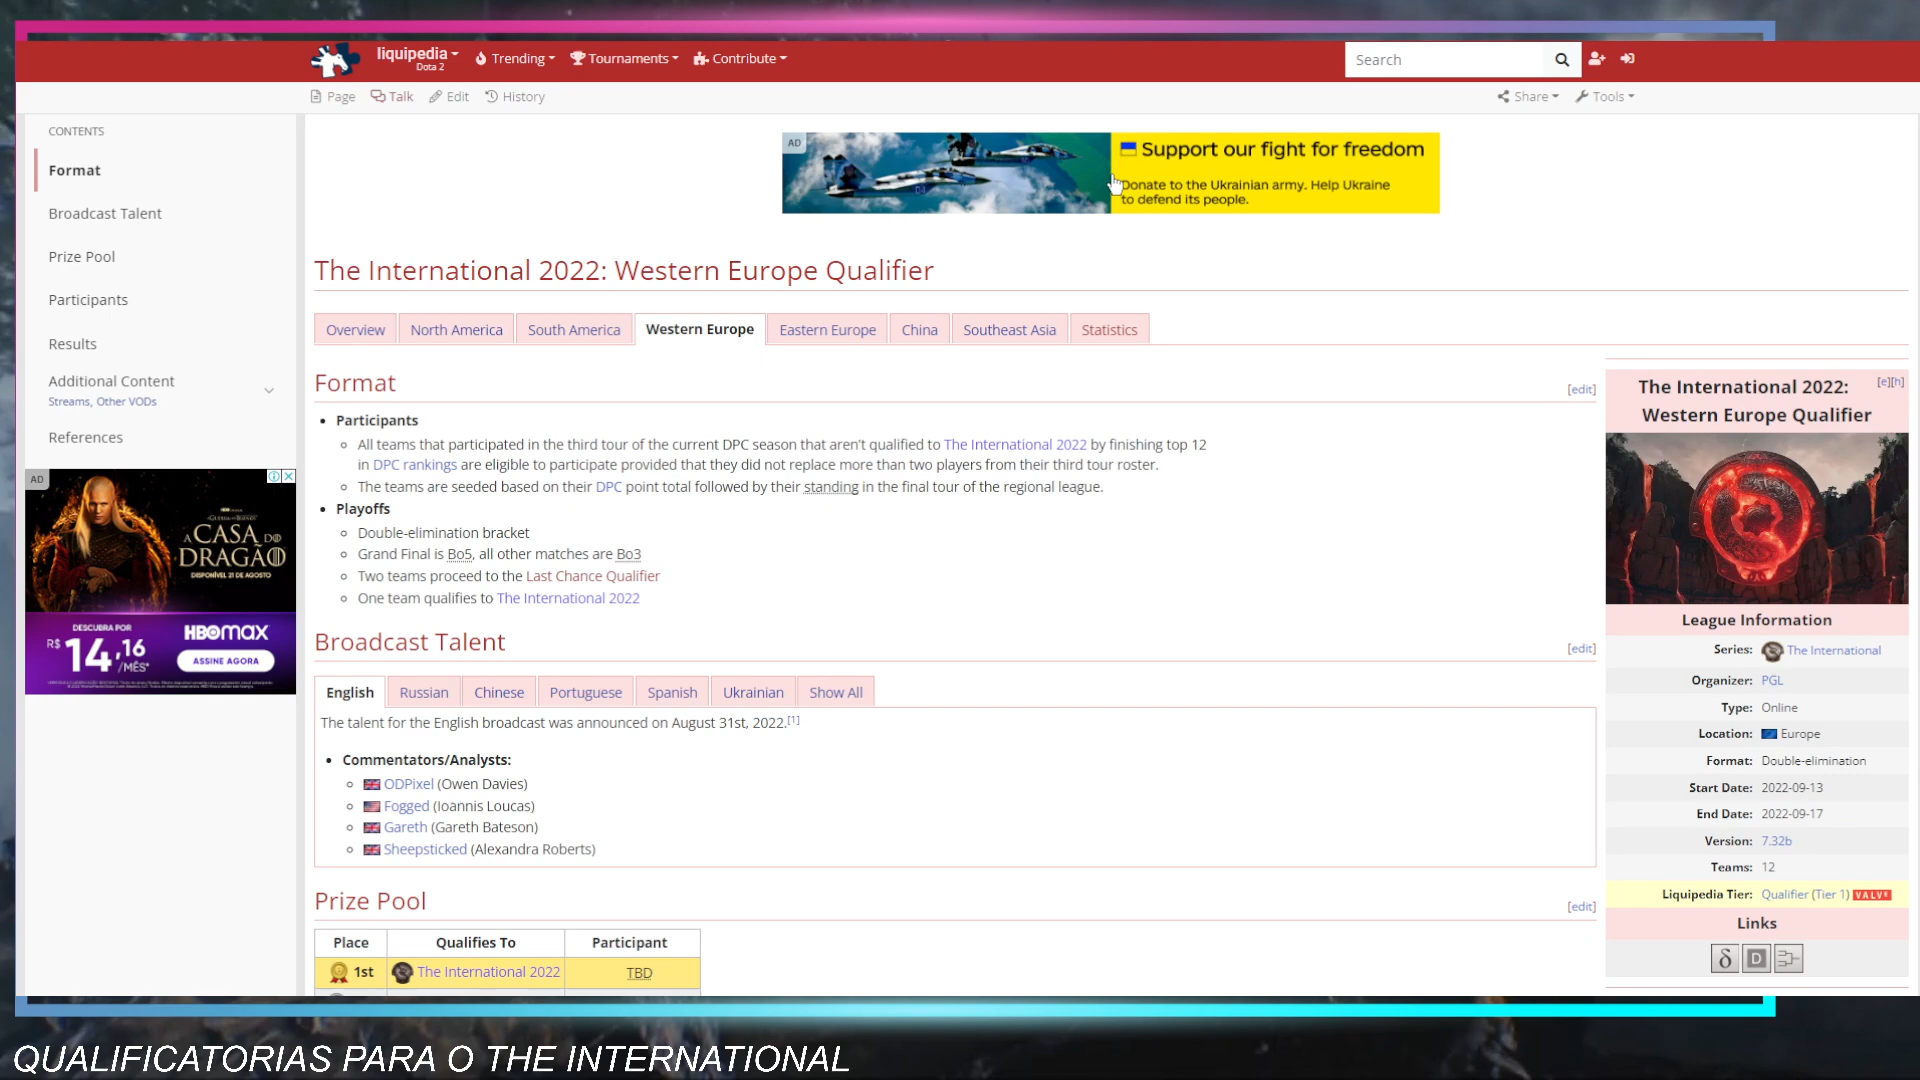 liquipedia
Dota 2
Trending
Tournaments
Contribute
Search
Page
Talk
Edit
History
Share
Tools
CONTENTS
Format
Broadcast Talent
Prize Pool
Participants
Results
Additional Content
Streams, Other VODs
References
AD
A CASA DO DRAGÃO
DISPONÍVEL 21 DE AGOSTO
DESCUBRA POR
R$ 14,16 /MÊS*
HBOMAX
ASSINE AGORA
AD
Support our fight for freedom
Donate to the Ukrainian army. Help Ukraine
to defend its people.
The International 2022: Western Europe Qualifier
Overview
North America
South America
Western Europe
Eastern Europe
China
Southeast Asia
Statistics
Format
[edit]
Participants
All teams that participated in the third tour of the current DPC season that aren't qualified to The International 2022 by finishing top 12
in DPC rankings are eligible to participate provided that they did not replace more than two players from their third tour roster.
The teams are seeded based on their DPC point total followed by their standing in the final tour of the regional league.
Playoffs
Double-elimination bracket
Grand Final is Bo5, all other matches are Bo3
Two teams proceed to the Last Chance Qualifier
One team qualifies to The International 2022
Broadcast Talent
[edit]
English
Russian
Chinese
Portuguese
Spanish
Ukrainian
Show All
The talent for the English broadcast was announced on August 31st, 2022.[1]
Commentators/Analysts:
ODPixel (Owen Davies)
Fogged (Ioannis Loucas)
Gareth (Gareth Bateson)
Sheepsticked (Alexandra Roberts)
Prize Pool
[edit]
Place
Qualifies To
Participant
1st
The International 2022
TBD
The International 2022:
Western Europe Qualifier
[e][h]
League Information
Series: The International
Organizer: PGL
Type: Online
Location: Europe
Format: Double-elimination
Start Date: 2022-09-13
End Date: 2022-09-17
Version: 7.32b
Teams: 12
Liquipedia Tier: Qualifier (Tier 1) VALVE
Links
QUALIFICATORIAS PARA O THE INTERNATIONAL